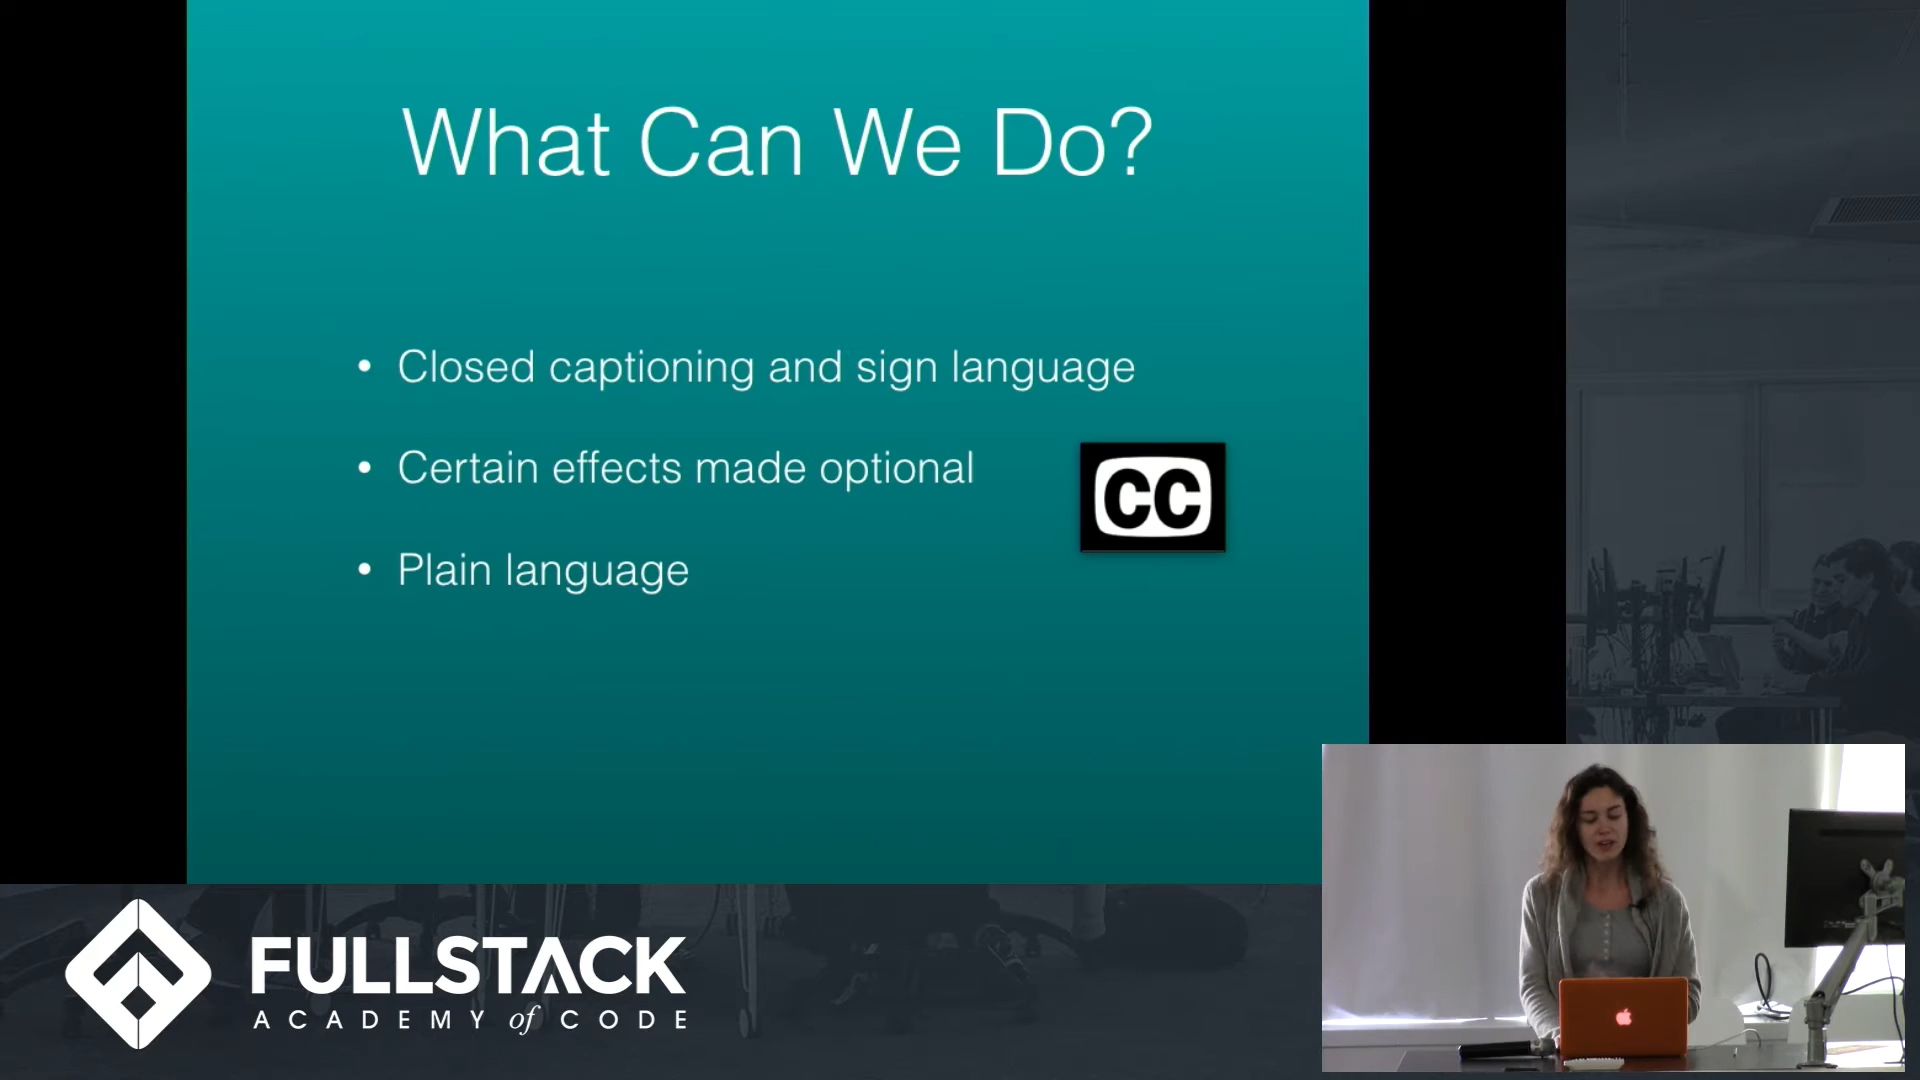 What Can We Do?
• Closed captioning and sign language
• Certain effects made optional
CC
• Plain language
FULLSTACK
ACADEMY of CODE